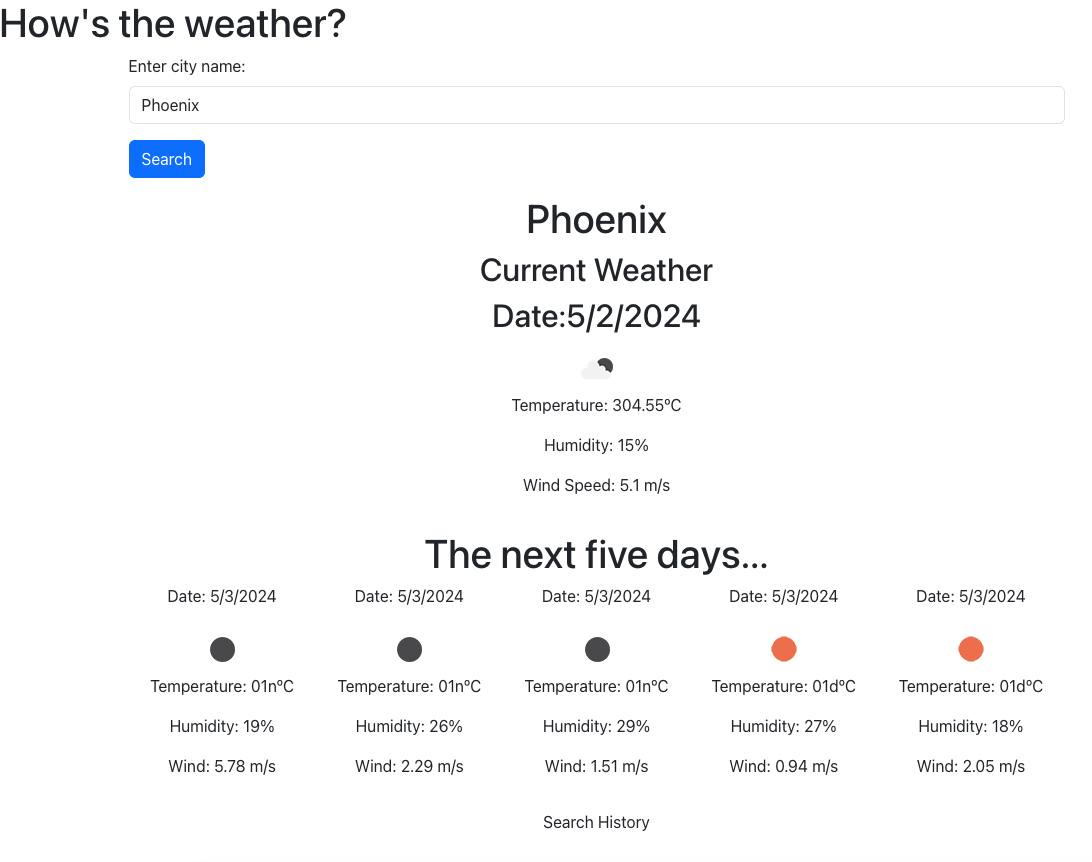 How's the weather?
Enter city name:
Phoenix
Search
Phoenix
Current Weather
Date:5/2/2024
Temperature: 304.55ºC
Humidity: 15%
Wind Speed: 5.1 m/s
The next five days...
Date: 5/3/2024 Date: 5/3/2024 Date: 5/3/2024 Date: 5/3/2024 Date: 5/3/2024
Temperature: 01nºC Temperature: 01nºC Temperature: 01nºC Temperature: 01dºC Temperature: 01dºC
Humidity: 19% Humidity: 26% Humidity: 29% Humidity: 27% Humidity: 18%
Wind: 5.78 m/s Wind: 2.29 m/s Wind: 1.51 m/s Wind: 0.94 m/s Wind: 2.05 m/s
Search History